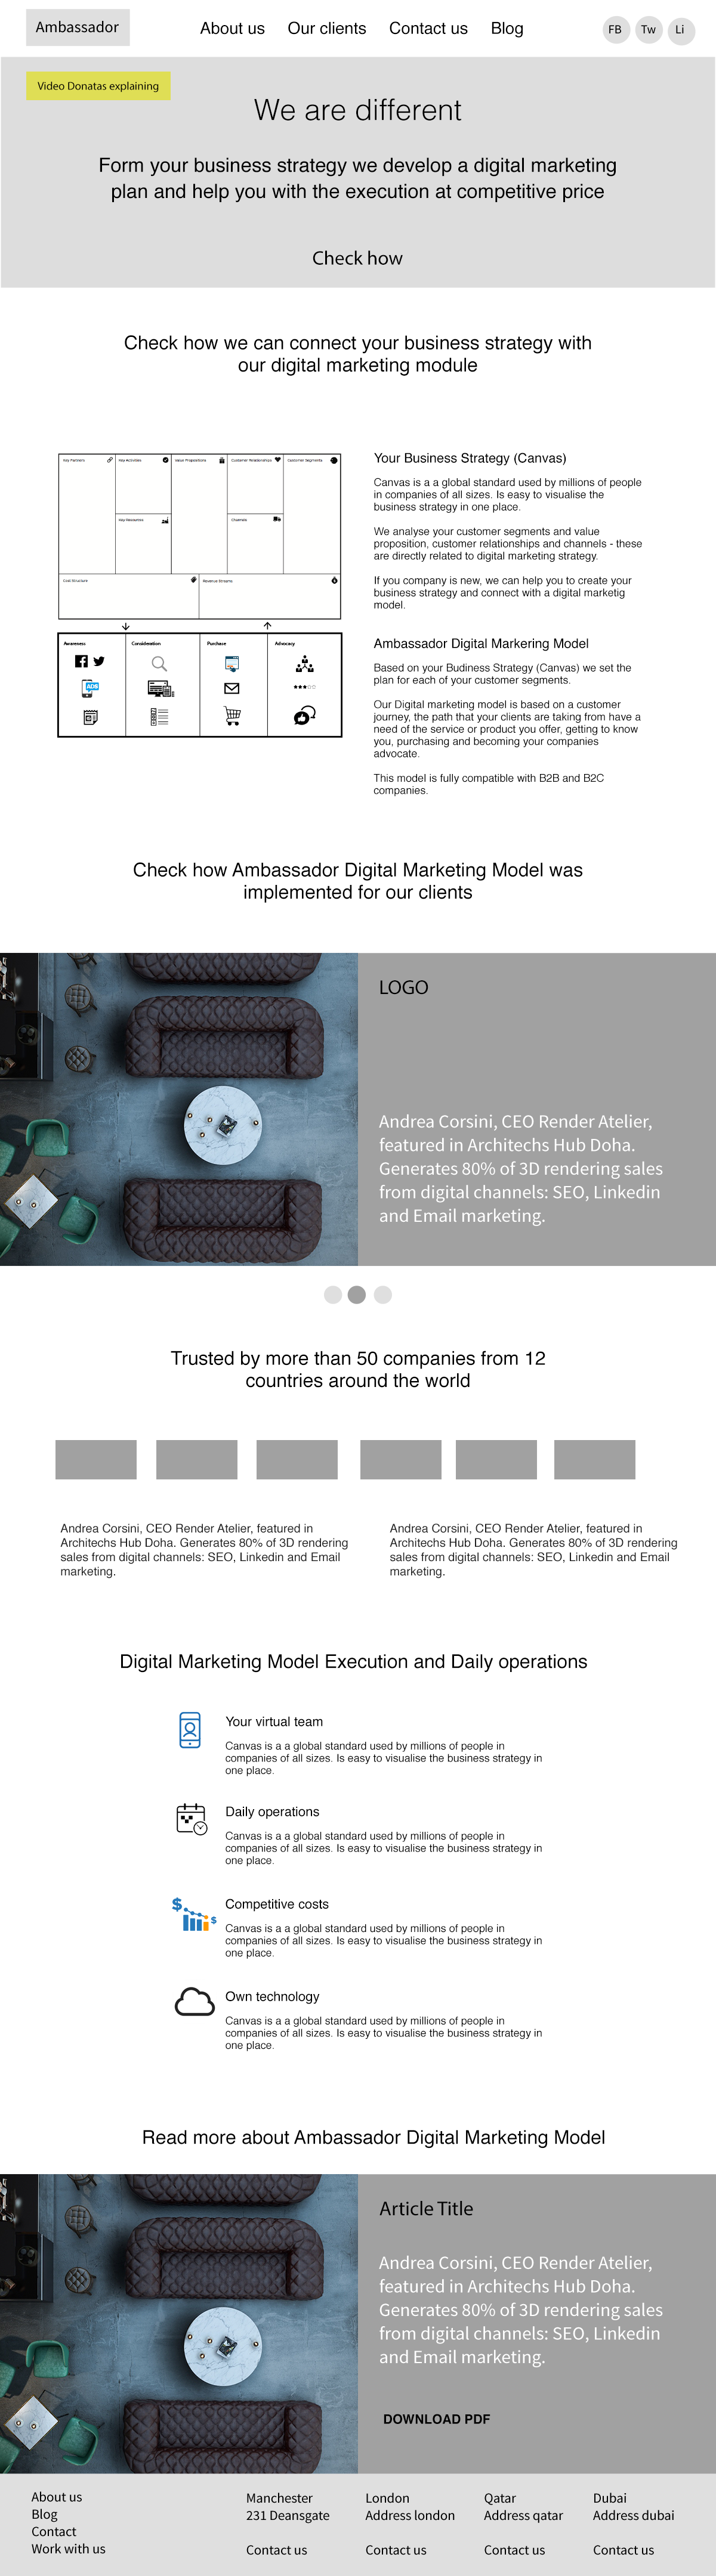 Ambassador
About us
Our clients
Contact us
Blog
FB
Tw
Li
Video Donatas explaining
We are different
Form your business strategy we develop a digital marketing
plan and help you with the execution at competitive price
Check how
Check how we can connect your business strategy with
our digital marketing module
Key Partners
Key Activities
Value Propositions
Customer Relationships
Customer Segments
Key Resources
Channels
Cost Structure
Revenue Streams
Awareness
Consideration
Purchase
Advocacy
ADS
Your Business Strategy (Canvas)
Canvas is a a global standard used by millions of people
in companies of all sizes. Is easy to visualise the
business strategy in one place.
We analyse your customer segments and value
proposition, customer relationships and channels - these
are directly related to digital marketing strategy.
If you company is new, we can help you to create your
business strategy and connect with a digital marketig
model.
Ambassador Digital Markering Model
Based on your Budiness Strategy (Canvas) we set the
plan for each of your customer segments.
Our Digital marketing model is based on a customer
journey, the path that your clients are taking from have a
need of the service or product you offer, getting to know
you, purchasing and becoming your companies
advocate.
This model is fully compatible with B2B and B2C
companies.
Check how Ambassador Digital Marketing Model was
implemented for our clients
LOGO
Andrea Corsini, CEO Render Atelier,
featured in Architechs Hub Doha.
Generates 80% of 3D rendering sales
from digital channels: SEO, Linkedin
and Email marketing.
Trusted by more than 50 companies from 12
countries around the world
Andrea Corsini, CEO Render Atelier, featured in
Architechs Hub Doha. Generates 80% of 3D rendering
sales from digital channels: SEO, Linkedin and Email
marketing.
Andrea Corsini, CEO Render Atelier, featured in
Architechs Hub Doha. Generates 80% of 3D rendering
sales from digital channels: SEO, Linkedin and Email
marketing.
Digital Marketing Model Execution and Daily operations
Your virtual team
Canvas is a a global standard used by millions of people in
companies of all sizes. Is easy to visualise the business strategy in
one place.
Daily operations
Canvas is a a global standard used by millions of people in
companies of all sizes. Is easy to visualise the business strategy in
one place.
$
$
Competitive costs
Canvas is a a global standard used by millions of people in
companies of all sizes. Is easy to visualise the business strategy in
one place.
Own technology
Canvas is a a global standard used by millions of people in
companies of all sizes. Is easy to visualise the business strategy in
one place.
Read more about Ambassador Digital Marketing Model
Article Title
Andrea Corsini, CEO Render Atelier,
featured in Architechs Hub Doha.
Generates 80% of 3D rendering sales
from digital channels: SEO, Linkedin
and Email marketing.
DOWNLOAD PDF
About us
Blog
Contact
Work with us
Manchester
231 Deansgate
Contact us
London
Address london
Contact us
Qatar
Address qatar
Contact us
Dubai
Address dubai
Contact us